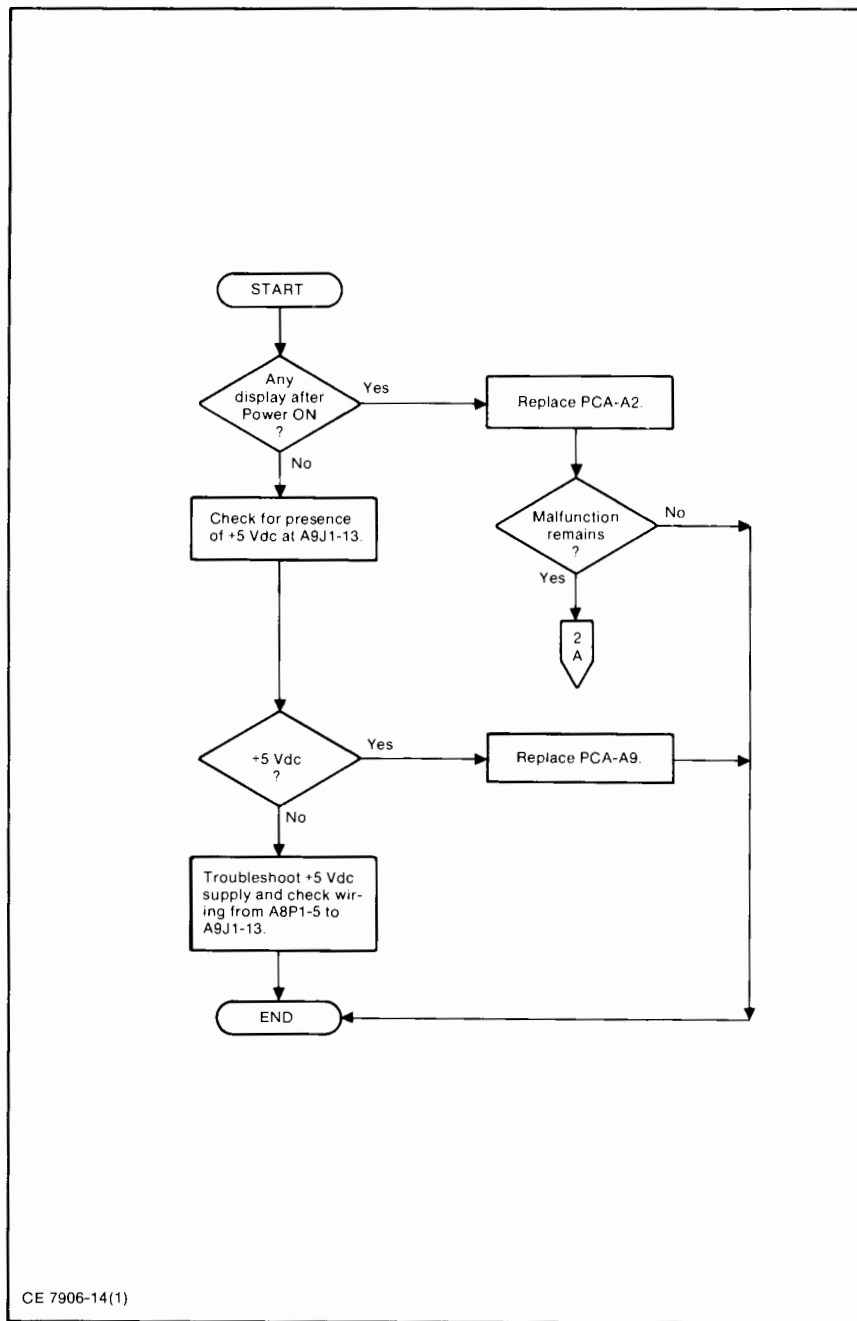 START
Any
display after
Power ON
?
Yes
Replace PCA-A2.
No
Check for presence
of +5 Vdc at A9J1-13.
Malfunction
remains
?
No
Yes
2
A
+5 Vdc
?
Yes
Replace PCA-A9.
No
Troubleshoot +5 Vdc
supply and check wir-
ing from A8P1-5 to
A9J1-13.
END
CE 7906-14(1)